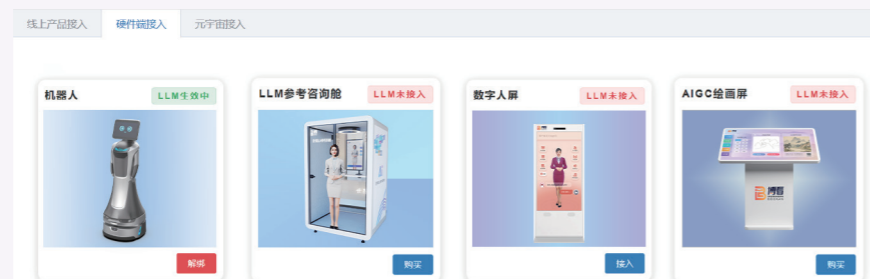 线上产品接入 硬件端接入 元宇宙接入
机器人 LLM生效中
LLM参考咨询舱 LLM未接入
数字人屏 LLM未接入
AIGC绘画屏 LLM未接入
博看
解绑
购买
接入
购买